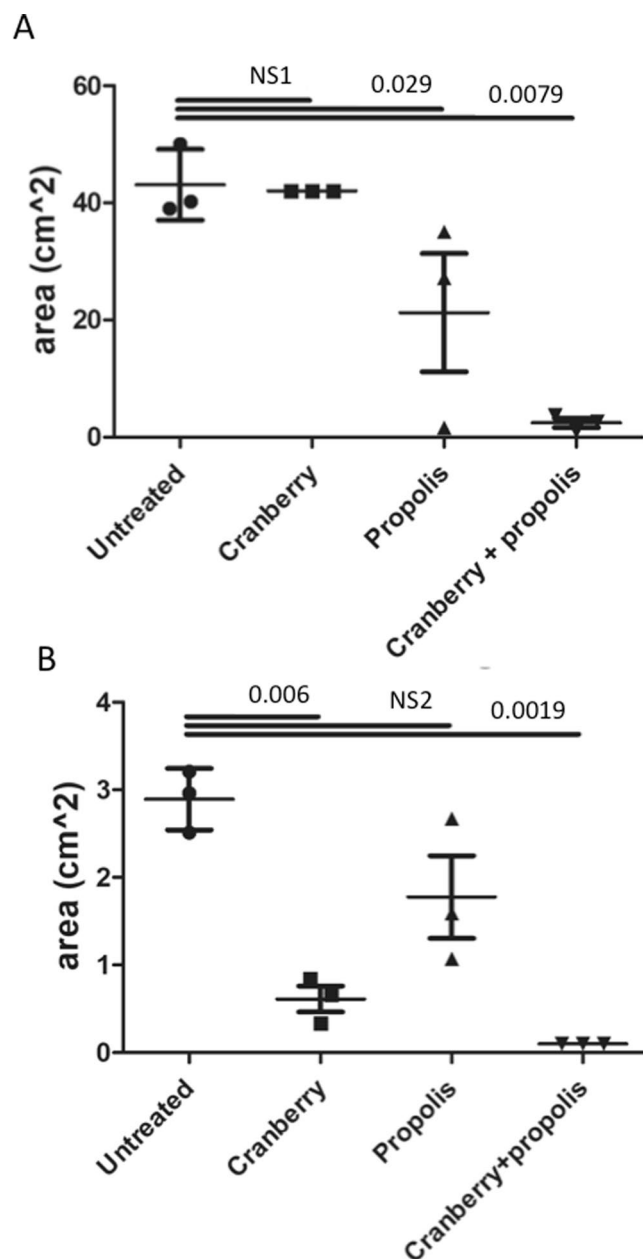 A
NS1
0.029
0.0079
60
40
20
0
area (cm^2)
Untreated
Cranberry
Propolis
Cranberry + propolis
B
0.006
NS2
0.0019
4
3
2
1
0
area (cm^2)
Untreated
Cranberry
Propolis
Cranberry+propolis